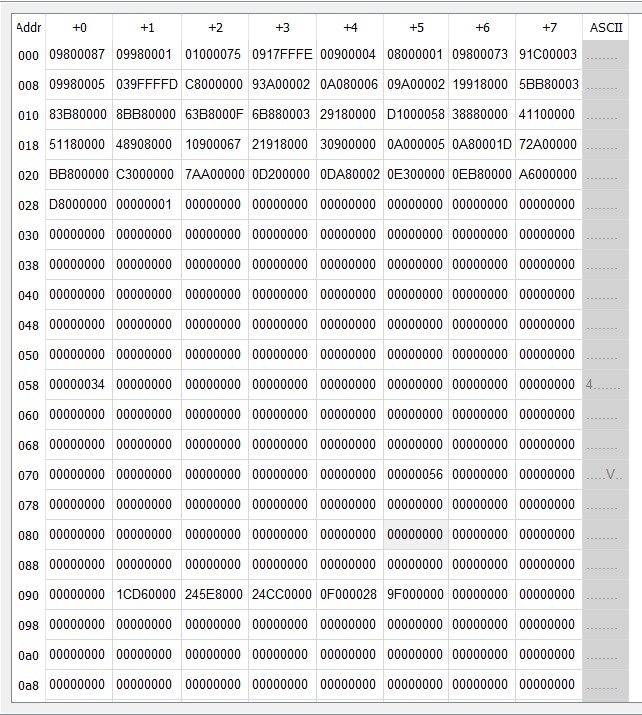 Addr +0 +1 +2 +3 +4 +5 +6 +7 ASCII
000 09800087 09980001 01000075 0917FFFE 00900004 08000001 09800073 91C00003 ........
008 09980005 039FFFFD C8000000 93A00002 0A080006 09A00002 19918000 5BB80003 ........
010 83B80000 8BB80000 63B8000F 6B880003 29180000 D1000058 38880000 41100000 ........
018 51180000 48908000 10900067 21918000 30900000 0A000005 0A80001D 72A00000 ........
020 BB800000 C3000000 7AA00000 0D200000 0DA80002 0E300000 0EB80000 A6000000 ........
028 D8000000 00000001 00000000 00000000 00000000 00000000 00000000 00000000 ........
030 00000000 00000000 00000000 00000000 00000000 00000000 00000000 00000000 ........
038 00000000 00000000 00000000 00000000 00000000 00000000 00000000 00000000 ........
040 00000000 00000000 00000000 00000000 00000000 00000000 00000000 00000000 ........
048 00000000 00000000 00000000 00000000 00000000 00000000 00000000 00000000 ........
050 00000000 00000000 00000000 00000000 00000000 00000000 00000000 00000000 ........
058 00000034 00000000 00000000 00000000 00000000 00000000 00000000 00000000 4.......
060 00000000 00000000 00000000 00000000 00000000 00000000 00000000 00000000 ........
068 00000000 00000000 00000000 00000000 00000000 00000000 00000000 00000000 ........
070 00000000 00000000 00000000 00000000 00000000 00000056 00000000 00000000 .....V..
078 00000000 00000000 00000000 00000000 00000000 00000000 00000000 00000000 ........
080 00000000 00000000 00000000 00000000 00000000 00000000 00000000 00000000 ........
088 00000000 00000000 00000000 00000000 00000000 00000000 00000000 00000000 ........
090 00000000 1CD60000 245E8000 24CC0000 0F000028 9F000000 00000000 00000000 ........
098 00000000 00000000 00000000 00000000 00000000 00000000 00000000 00000000 ........
0a0 00000000 00000000 00000000 00000000 00000000 00000000 00000000 00000000 ........
0a8 00000000 00000000 00000000 00000000 00000000 00000000 00000000 00000000 ........